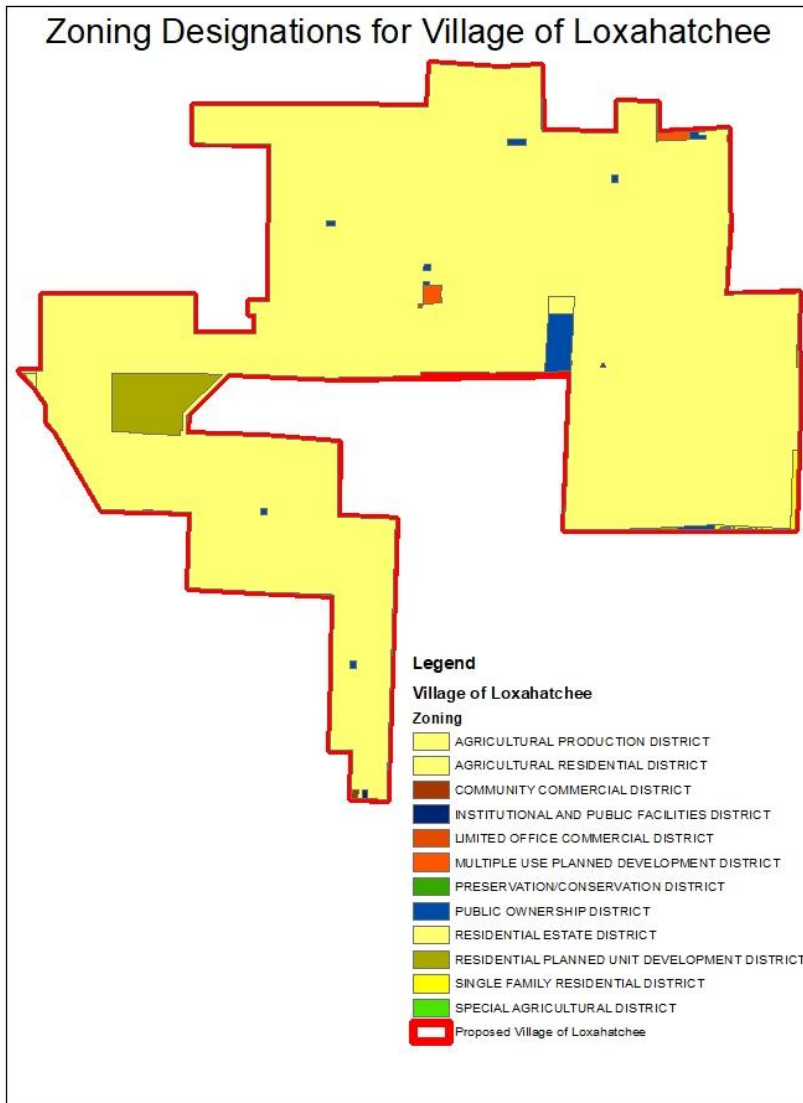 Zoning Designations for Village of Loxahatchee
Legend
Village of Loxahatchee
Zoning
AGRICULTURAL PRODUCTION DISTRICT
AGRICULTURAL RESIDENTIAL DISTRICT
COMMUNITY COMMERCIAL DISTRICT
INSTITUTIONAL AND PUBLIC FACILITIES DISTRICT
LIMITED OFFICE COMMERCIAL DISTRICT
MULTIPLE USE PLANNED DEVELOPMENT DISTRICT
PRESERVATION/CONSERVATION DISTRICT
PUBLIC OWNERSHIP DISTRICT
RESIDENTIAL ESTATE DISTRICT
RESIDENTIAL PLANNED UNIT DEVELOPMENT DISTRICT
SINGLE FAMILY RESIDENTIAL DISTRICT
SPECIAL AGRICULTURAL DISTRICT
Proposed Village of Loxahatchee